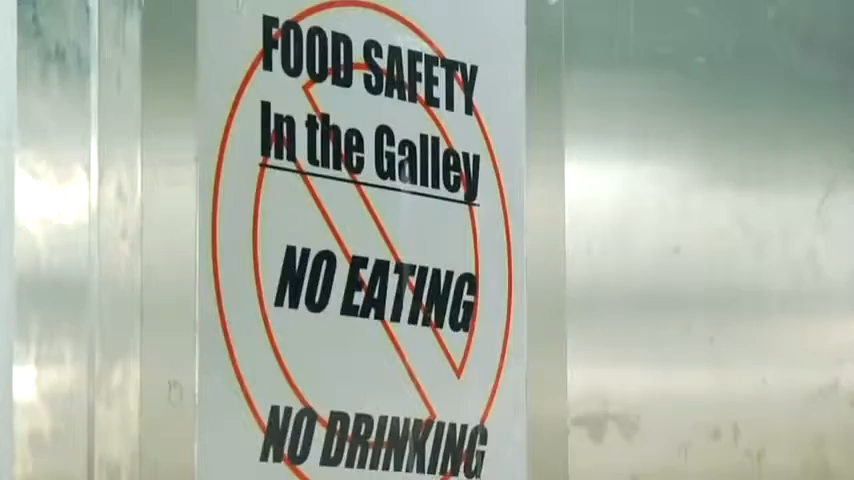 FOOD SAFETY
In the Galley
NO EATING
NO DRINKING